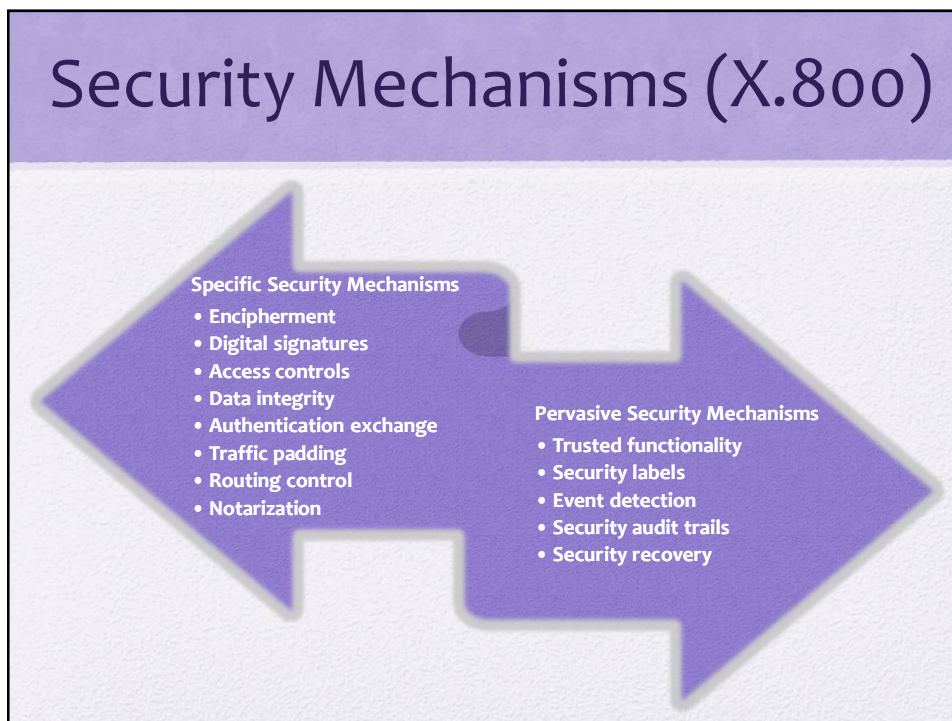 Security Mechanisms (X.800)
Specific Security Mechanisms
• Encipherment
• Digital signatures
• Access controls
• Data integrity
• Authentication exchange
• Traffic padding
• Routing control
• Notarization
Pervasive Security Mechanisms
• Trusted functionality
• Security labels
• Event detection
• Security audit trails
• Security recovery